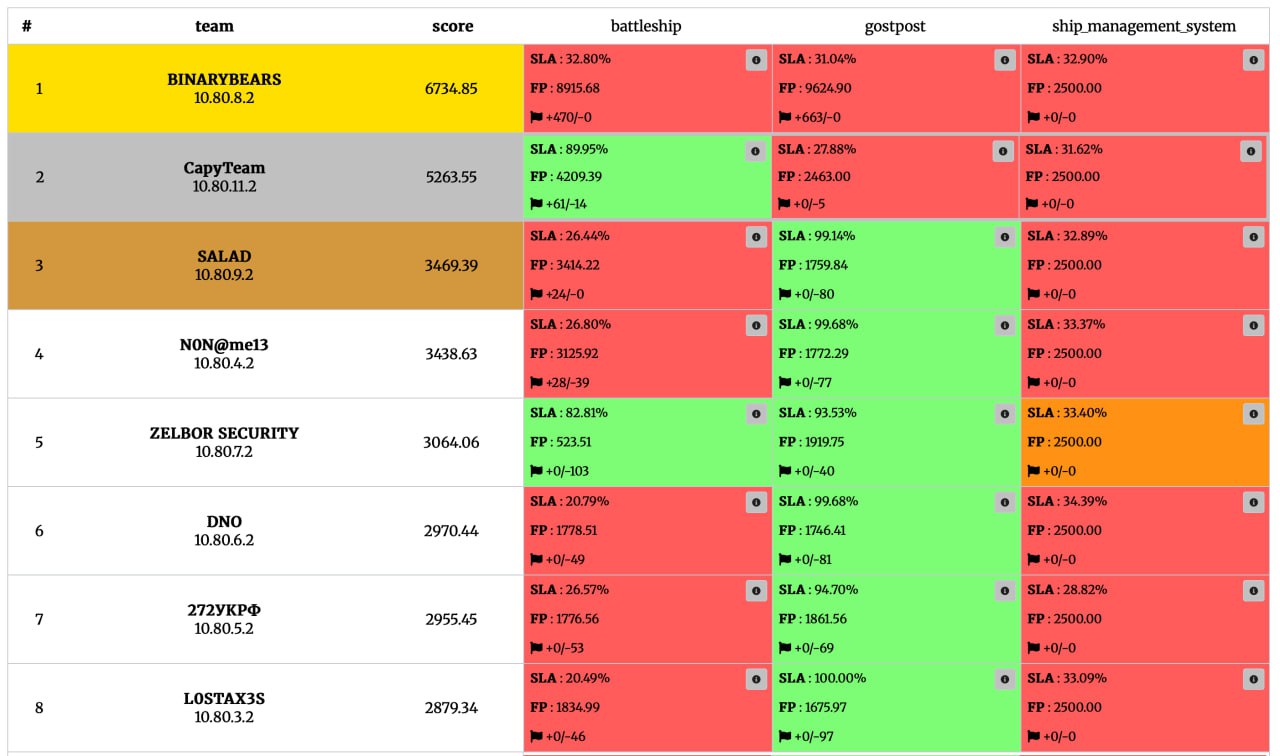 # team score battleship gostpost ship_management_system
1 BINARYBEARS 10.80.8.2 6734.85
SLA : 32.80%
FP : 8915.68
+470/-0
SLA : 31.04%
FP : 9624.90
+663/-0
SLA : 32.90%
FP : 2500.00
+0/-0
2 CapyTeam 10.80.11.2 5263.55
SLA : 89.95%
FP : 4209.39
+61/-14
SLA : 27.88%
FP : 2463.00
+0/-5
SLA : 31.62%
FP : 2500.00
+0/-0
3 SALAD 10.80.9.2 3469.39
SLA : 26.44%
FP : 3414.22
+24/-0
SLA : 99.14%
FP : 1759.84
+0/-80
SLA : 32.89%
FP : 2500.00
+0/-0
4 N0N@me13 10.80.4.2 3438.63
SLA : 26.80%
FP : 3125.92
+28/-39
SLA : 99.68%
FP : 1772.29
+0/-77
SLA : 33.37%
FP : 2500.00
+0/-0
5 ZELBOR SECURITY 10.80.7.2 3064.06
SLA : 82.81%
FP : 523.51
+0/-103
SLA : 93.53%
FP : 1919.75
+0/-40
SLA : 33.40%
FP : 2500.00
+0/-0
6 DNO 10.80.6.2 2970.44
SLA : 20.79%
FP : 1778.51
+0/-49
SLA : 99.68%
FP : 1746.41
+0/-81
SLA : 34.39%
FP : 2500.00
+0/-0
7 272УКРФ 10.80.5.2 2955.45
SLA : 26.57%
FP : 1776.56
+0/-53
SLA : 94.70%
FP : 1861.56
+0/-69
SLA : 28.82%
FP : 2500.00
+0/-0
8 L0STAX3S 10.80.3.2 2879.34
SLA : 20.49%
FP : 1834.99
+0/-46
SLA : 100.00%
FP : 1675.97
+0/-97
SLA : 33.09%
FP : 2500.00
+0/-0